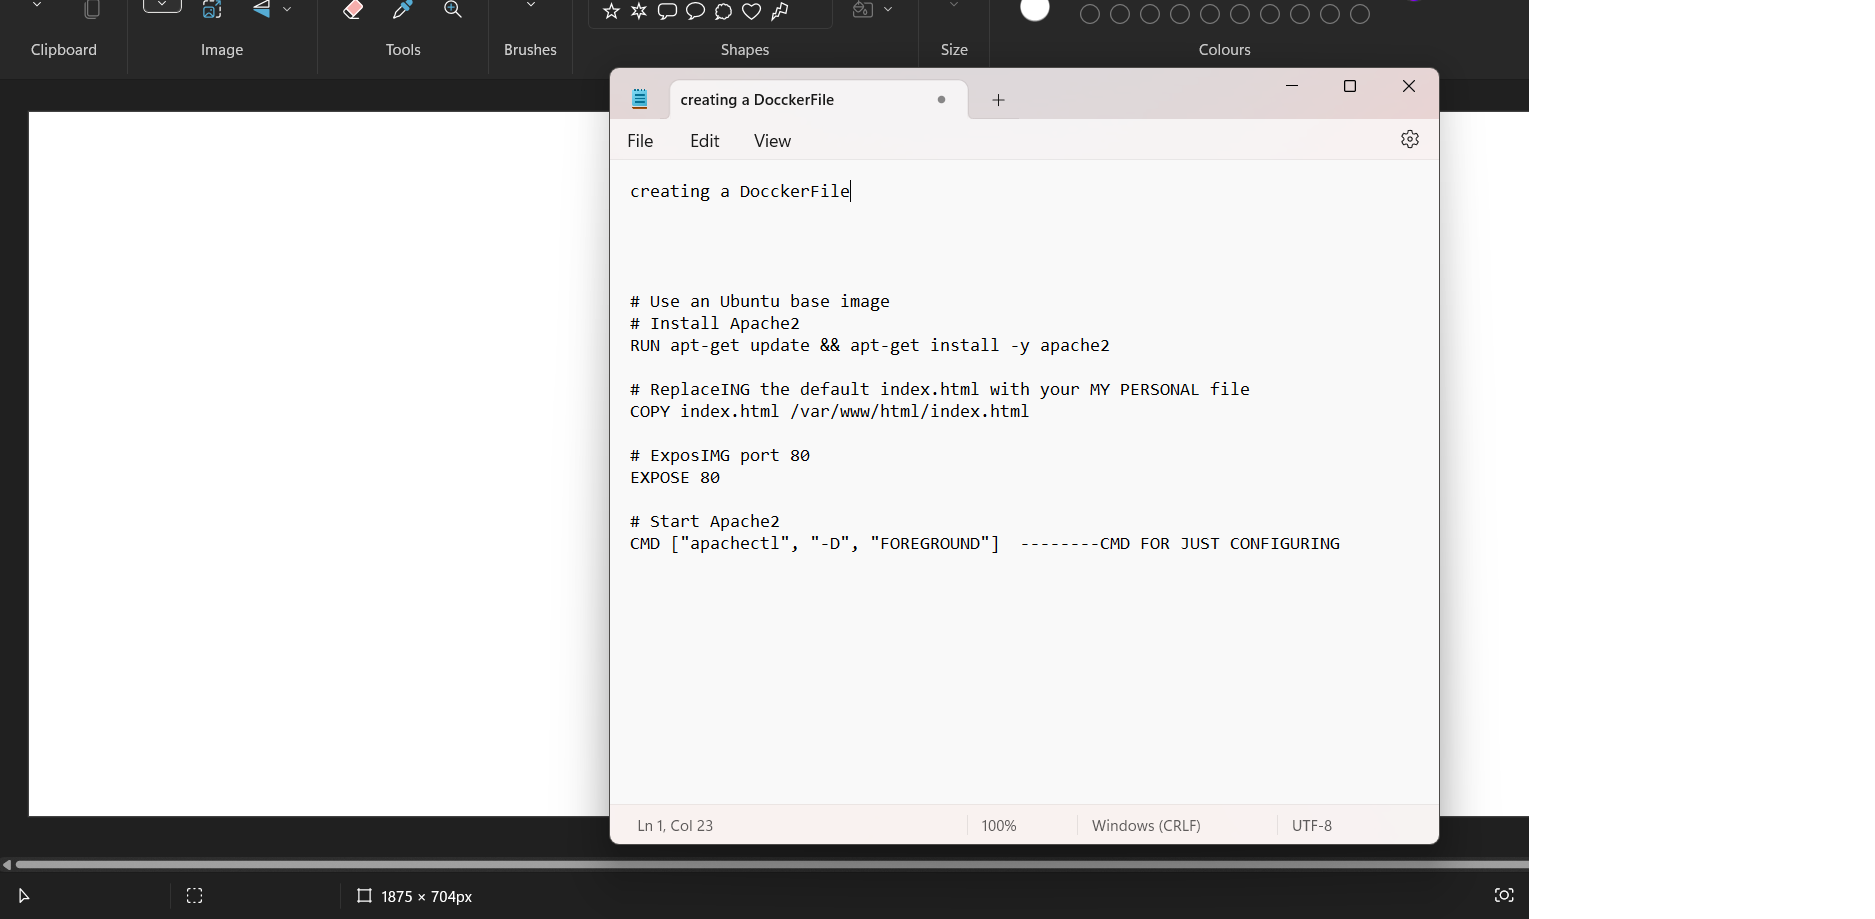 Clipboard
Image
Tools
Brushes
Shapes
Size
Colours
creating a DocckerFile
File
Edit
View
creating a DocckerFile
# Use an Ubuntu base image
# Install Apache2
RUN apt-get update && apt-get install -y apache2
# ReplaceING the default index.html with your MY PERSONAL file
COPY index.html /var/www/html/index.html
# ExposIMG port 80
EXPOSE 80
# Start Apache2
CMD ["apachectl", "-D", "FOREGROUND"]  --------CMD FOR JUST CONFIGURING
Ln 1, Col 23
100%
Windows (CRLF)
UTF-8
1875 × 704px